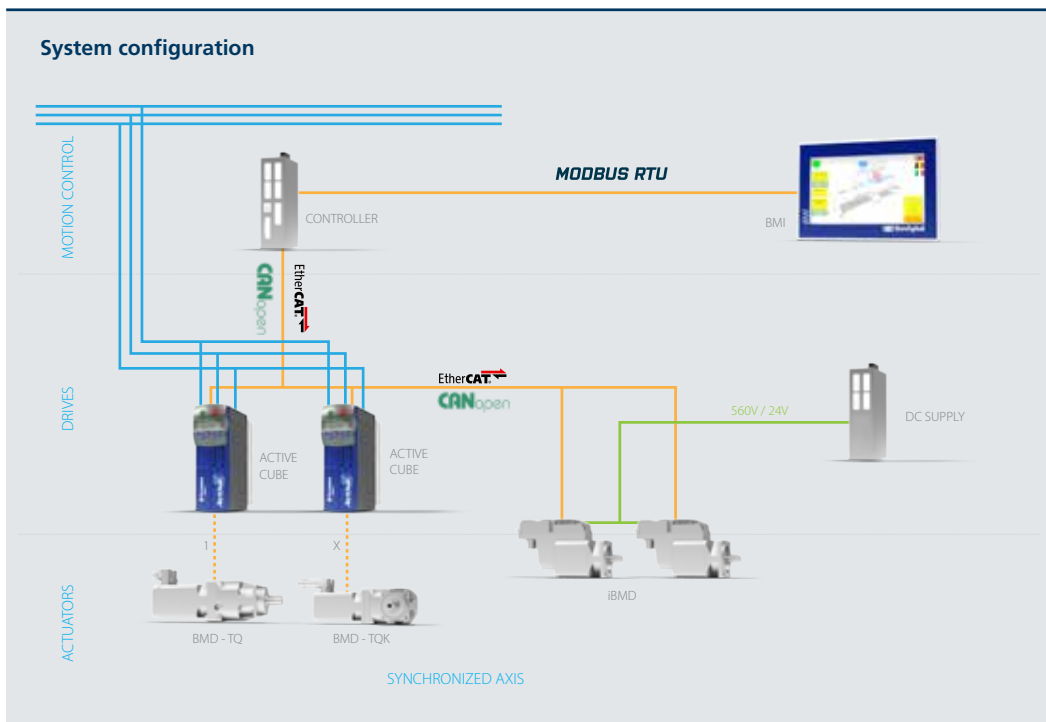 System configuration
MOTION CONTROL
MODBUS RTU
CONTROLLER
BMI
CANopen
EtherCAT
DRIVES
EtherCAT
CANopen
560V / 24V
DC SUPPLY
ACTIVE
CUBE
ACTIVE
CUBE
1
X
iBMD
ACTUATORS
BMD - TQ
BMD - TQK
SYNCHRONIZED AXIS